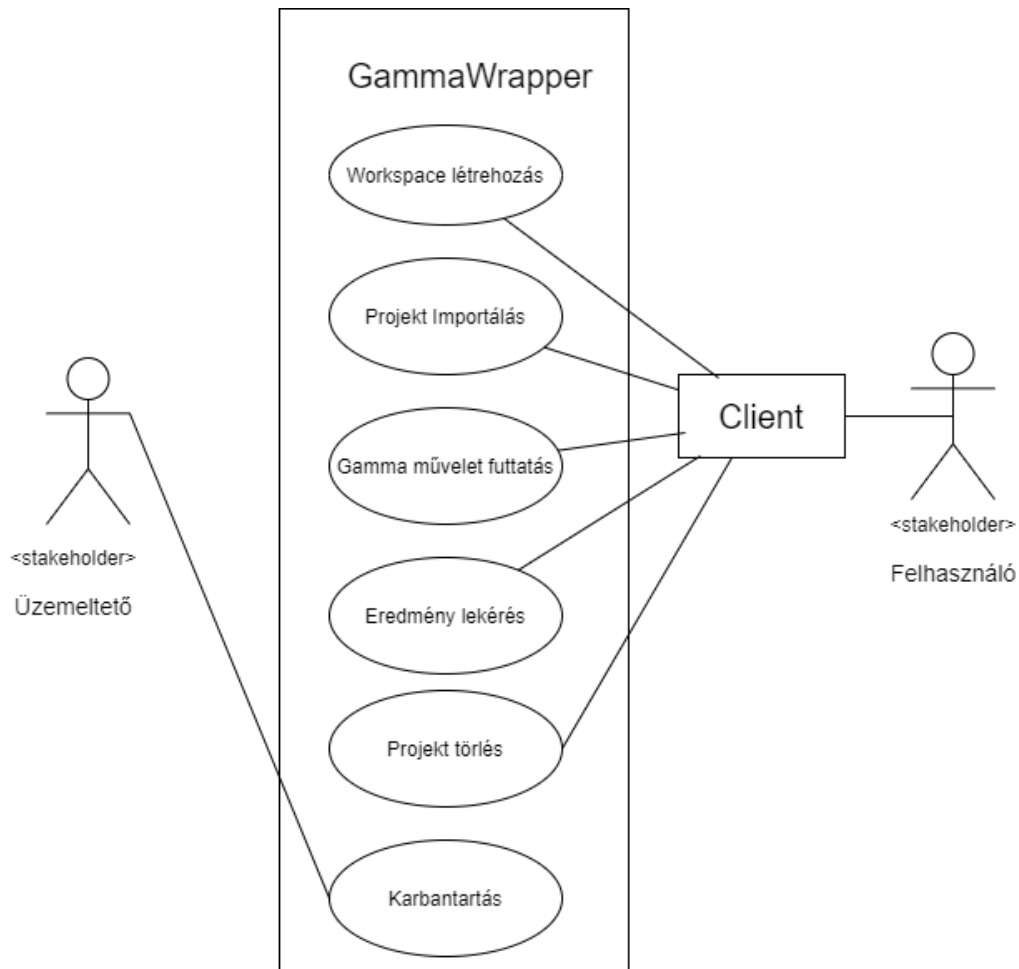 GammaWrapper
Workspace létrehozás
Projekt Importálás
Gamma művelet futtatás
Eredmény lekérés
Projekt törlés
Karbantartás
Client
<stakeholder>
Üzemeltető
<stakeholder>
Felhasználó